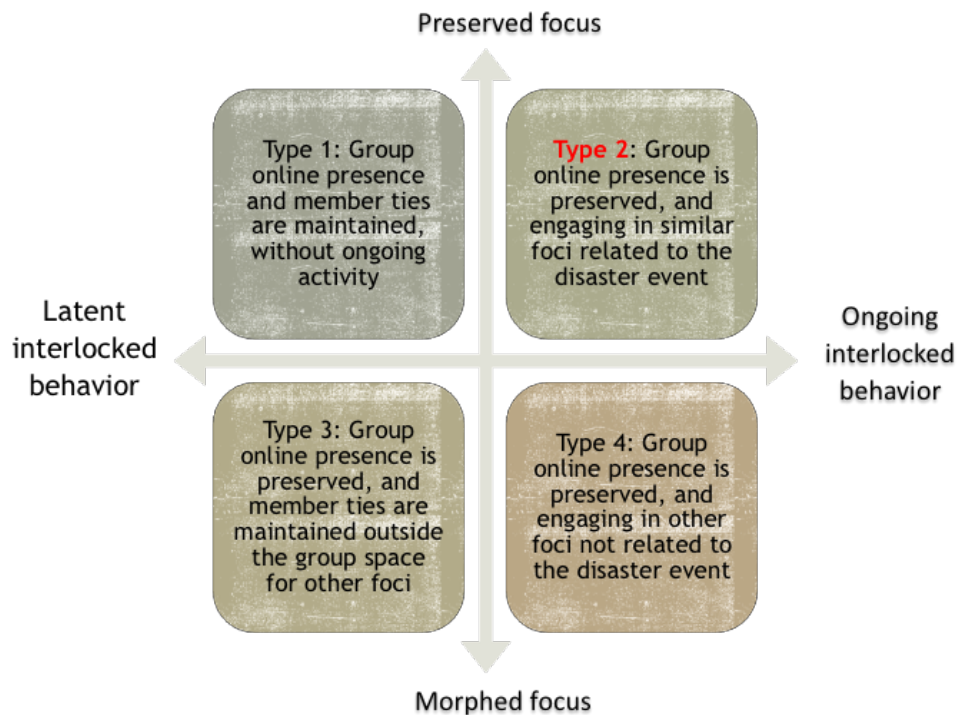 Preserved focus
Type 1: Group
online presence
and member ties
are maintained,
without ongoing
activity
Type 2: Group
online presence is
preserved, and
engaging in similar
foci related to the
disaster event
Latent
interlocked
behavior
Ongoing
interlocked
behavior
Type 3: Group
online presence is
preserved, and
member ties are
maintained outside
the group space
for other foci
Type 4: Group
online presence is
preserved, and
engaging in other
foci not related to
the disaster event
Morphed focus